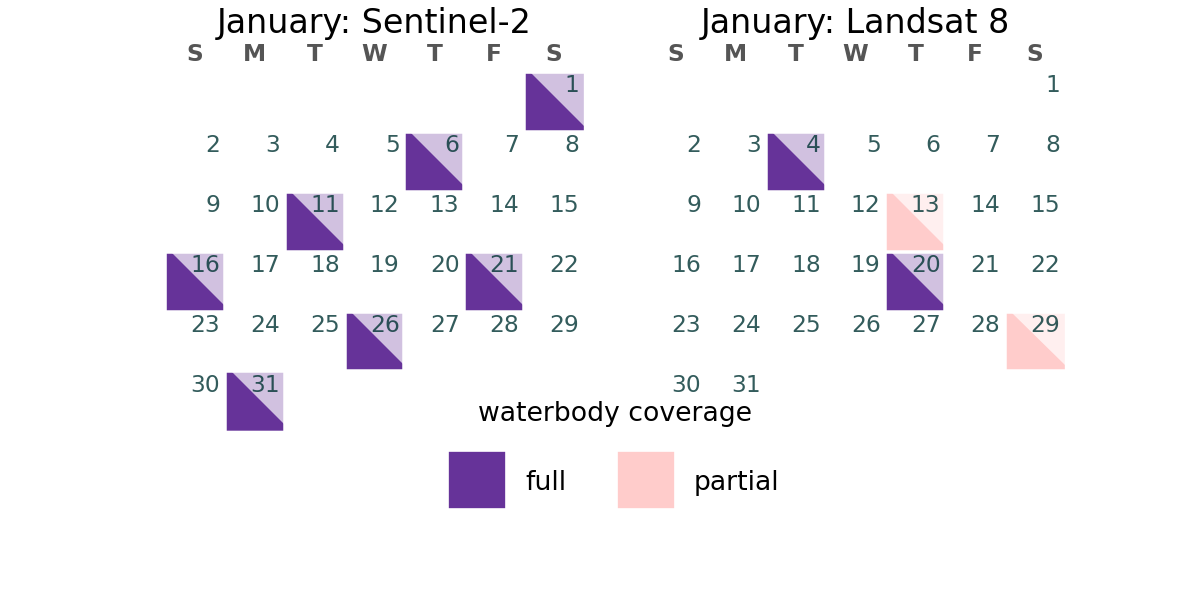 January: Sentinel-2
S M T W T F S
1
2 3 4 5 6 7 8
9 10 11 12 13 14 15
16 17 18 19 20 21 22
23 24 25 26 27 28 29
30 31
January: Landsat 8
S M T W T F S
1
2 3 4 5 6 7 8
9 10 11 12 13 14 15
16 17 18 19 20 21 22
23 24 25 26 27 28 29
30 31
waterbody coverage
full partial